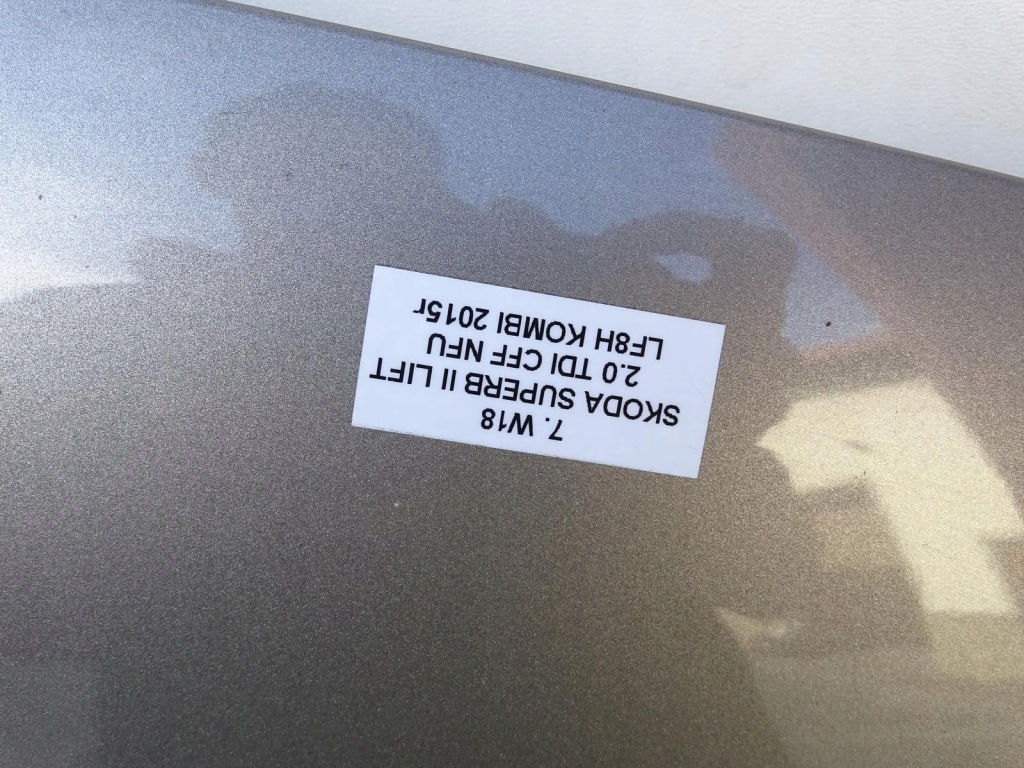 7. W18
SKODA SUPERB II LIFT
2.0 TDI CFF NFU
LF8H KOMBI 2015r